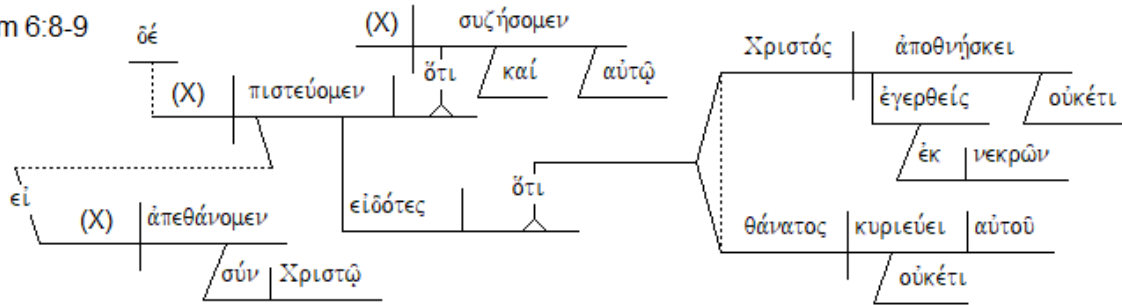 m 6:8-9
δέ
(X) συζήσομεν
ὅτι καί αὐτῷ
(X) πιστεύομεν
Χριστός ἀποθνήσκει
ἐγερθείς οὐκέτι
ἐκ νεκρῶν
εἰ
(X) ἀπεθάνομεν
σύν Χριστῷ
εἰδότες ὅτι
θάνατος κυριεύει αὐτοῦ
οὐκέτι